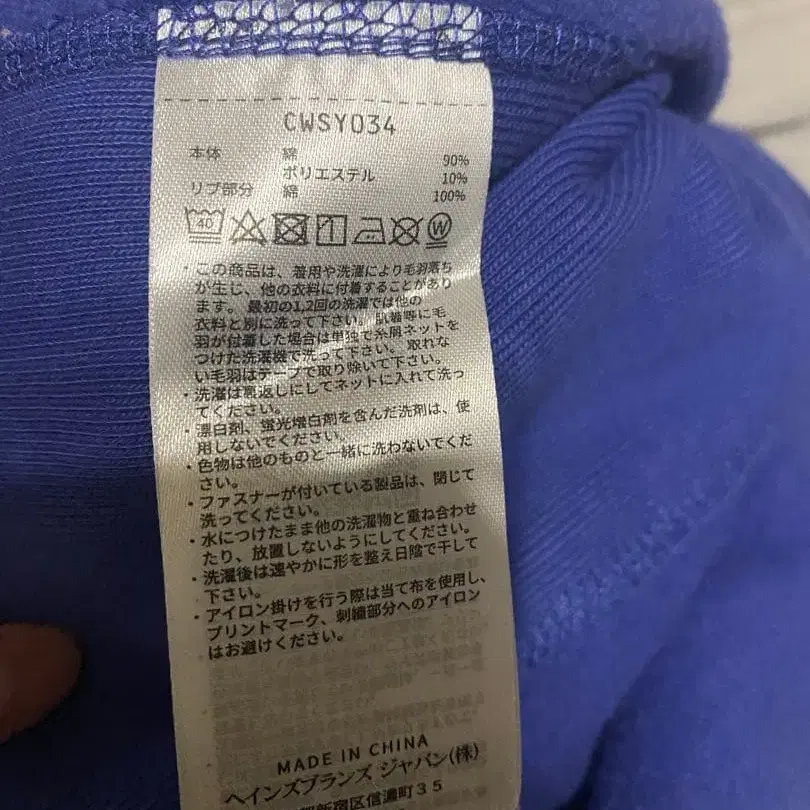 CWSY034
本体 綿 90%
ポリエステル 10%
リブ部分 綿 100%
40 W
・この商品は、着用や洗濯により毛羽落ち
が生じ、他の衣料に付着することがあり
ます。最初の1,2回の洗濯では他の
衣料と別に洗って下さい。肌着等に毛
羽が付着した場合は単独で糸屑ネットを
つけた洗濯機で洗って下さい。取れな
い毛羽はテープで取り除いて下さい。
・洗濯は裏返しにしてネットに入れて洗っ
てください。
・漂白剤、蛍光増白剤を含んだ洗剤は、使
用しないでください。
・色物は他のものと一緒に洗わないでくだ
さい。
・ファスナーが付いている製品は、閉じて
洗ってください。
・水につけたまま他の洗濯物と重ね合わせ
たり、放置しないようにしてください。
・洗濯後は速やかに形を整え日陰で干して
下さい。
・アイロン掛けを行う際は当て布を使用し、
プリントマーク、刺繍部分へのアイロン
はお避けください。
MADE IN CHINA
ヘインズブランズ ジャパン(株)
都新宿区信濃町35